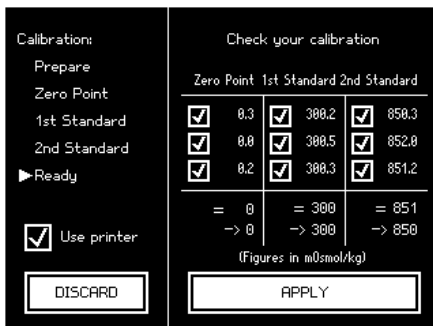 Calibration:
Prepare
Zero Point
1st Standard
2nd Standard
Ready
Use printer
DISCARD
Check your calibration
Zero Point 1st Standard 2nd Standard
0.3 300.2 850.3
0.0 300.5 852.0
0.2 300.3 851.2
= 0 = 300 = 851
-> 0 -> 300 -> 850
(Figures in mOsmol/kg)
APPLY